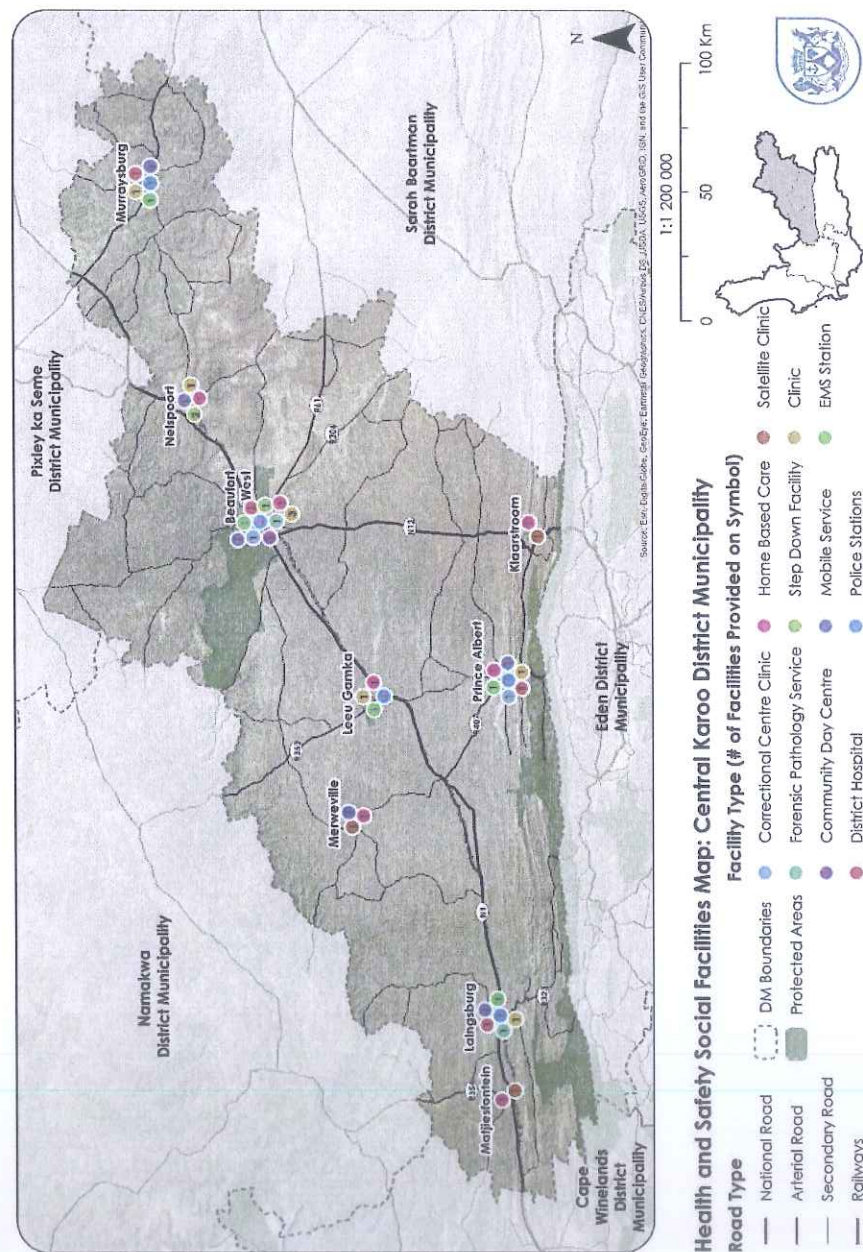 Pixley ka Seme
District Municipality
Murraysburg
N
Namakwa
District Municipality
Nelspoort
Sarah Baartman
District Municipality
Beaufort
West
R61
R306
Leeu Gamka
N12
R353
Merweville
Klaarstroom
Prince Albert
R407
N1
Laingsburg
Matjiesfontein
R323
Eden District
Municipality
Cape
Winelands
District
Municipality
Health and Safety Social Facilities Map: Central Karoo District Municipality
1:1 200 000
0 50 100 Km
Road Type
National Road
Arterial Road
Secondary Road
Railways
DM Boundaries
Protected Areas
Facility Type (# of Facilities Provided on Symbol)
Correctional Centre Clinic
Forensic Pathology Service
Community Day Centre
District Hospital
Home Based Care
Step Down Facility
Mobile Service
Police Stations
Satellite Clinic
Clinic
EMS Station